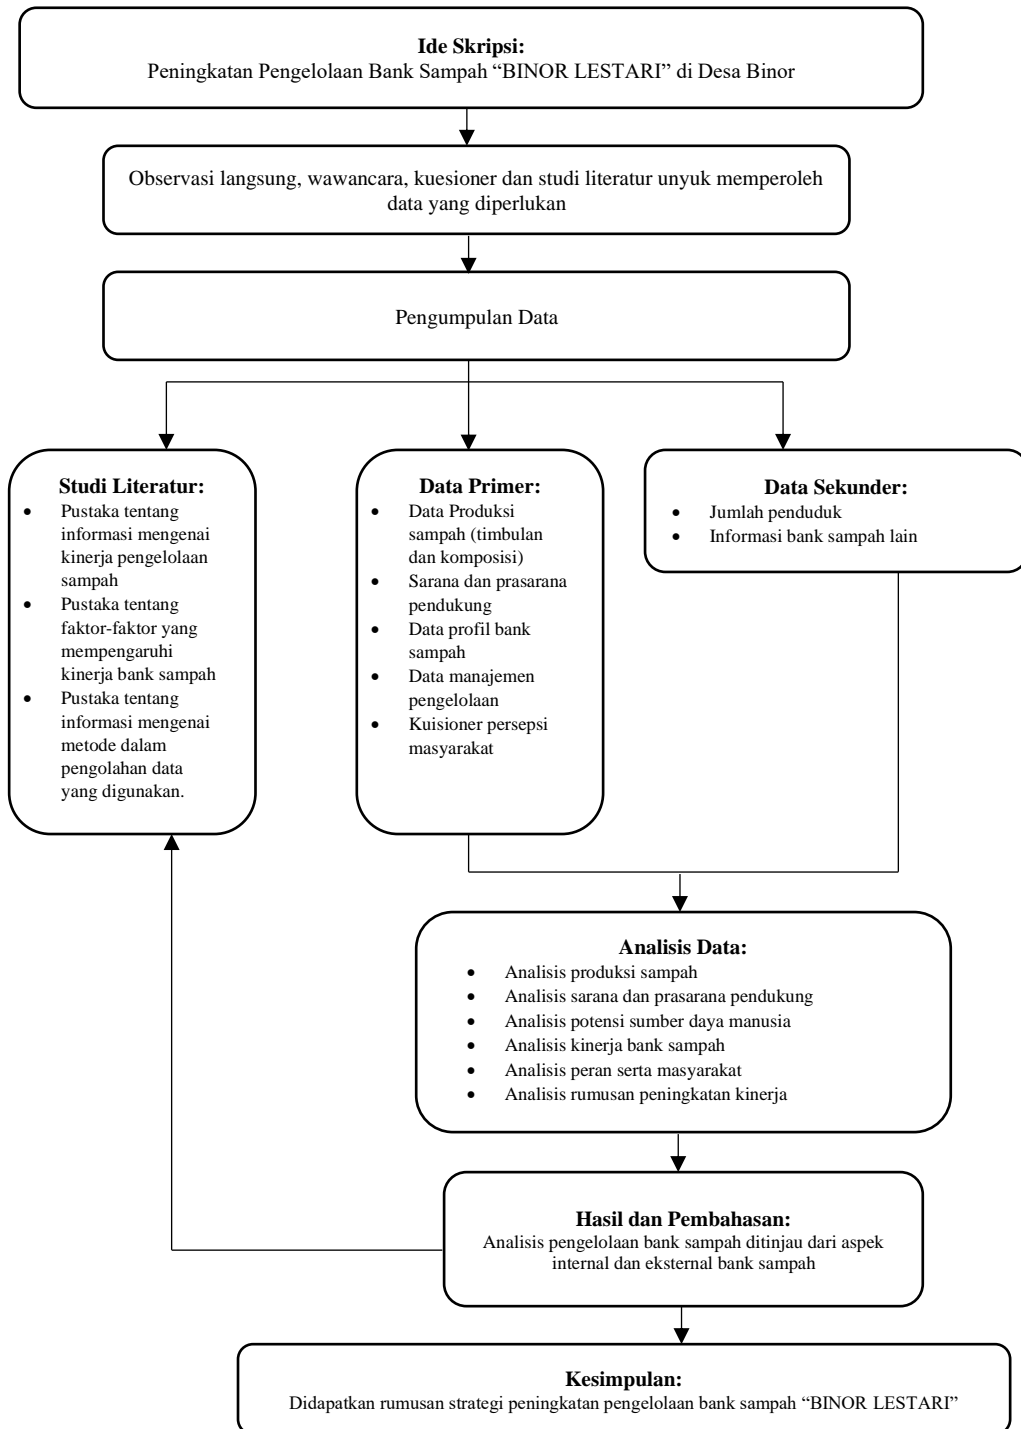 Ide Skripsi:
Peningkatan Pengelolaan Bank Sampah “BINOR LESTARI” di Desa Binor
Observasi langsung, wawancara, kuesioner dan studi literatur unyuk memperoleh
data yang diperlukan
Pengumpulan Data
Studi Literatur:
• Pustaka tentang
informasi mengenai
kinerja pengelolaan
sampah
• Pustaka tentang
faktor-faktor yang
mempengaruhi
kinerja bank sampah
• Pustaka tentang
informasi mengenai
metode dalam
pengolahan data
yang digunakan.
Data Primer:
• Data Produksi
sampah (timbulan
dan komposisi)
• Sarana dan prasarana
pendukung
• Data profil bank
sampah
• Data manajemen
pengelolaan
• Kuisioner persepsi
masyarakat
Data Sekunder:
• Jumlah penduduk
• Informasi bank sampah lain
Analisis Data:
• Analisis produksi sampah
• Analisis sarana dan prasarana pendukung
• Analisis potensi sumber daya manusia
• Analisis kinerja bank sampah
• Analisis peran serta masyarakat
• Analisis rumusan peningkatan kinerja
Hasil dan Pembahasan:
Analisis pengelolaan bank sampah ditinjau dari aspek
internal dan eksternal bank sampah
Kesimpulan:
Didapatkan rumusan strategi peningkatan pengelolaan bank sampah “BINOR LESTARI”